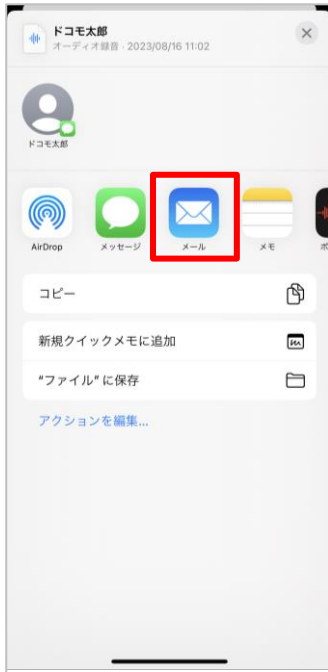 ドコモ太郎
オーディオ録音・2023/08/16 11:02
ドコモ太郎
AirDrop
メッセージ
メール
メモ
コピー
新規クイックメモに追加
“ファイル”に保存
アクションを編集...